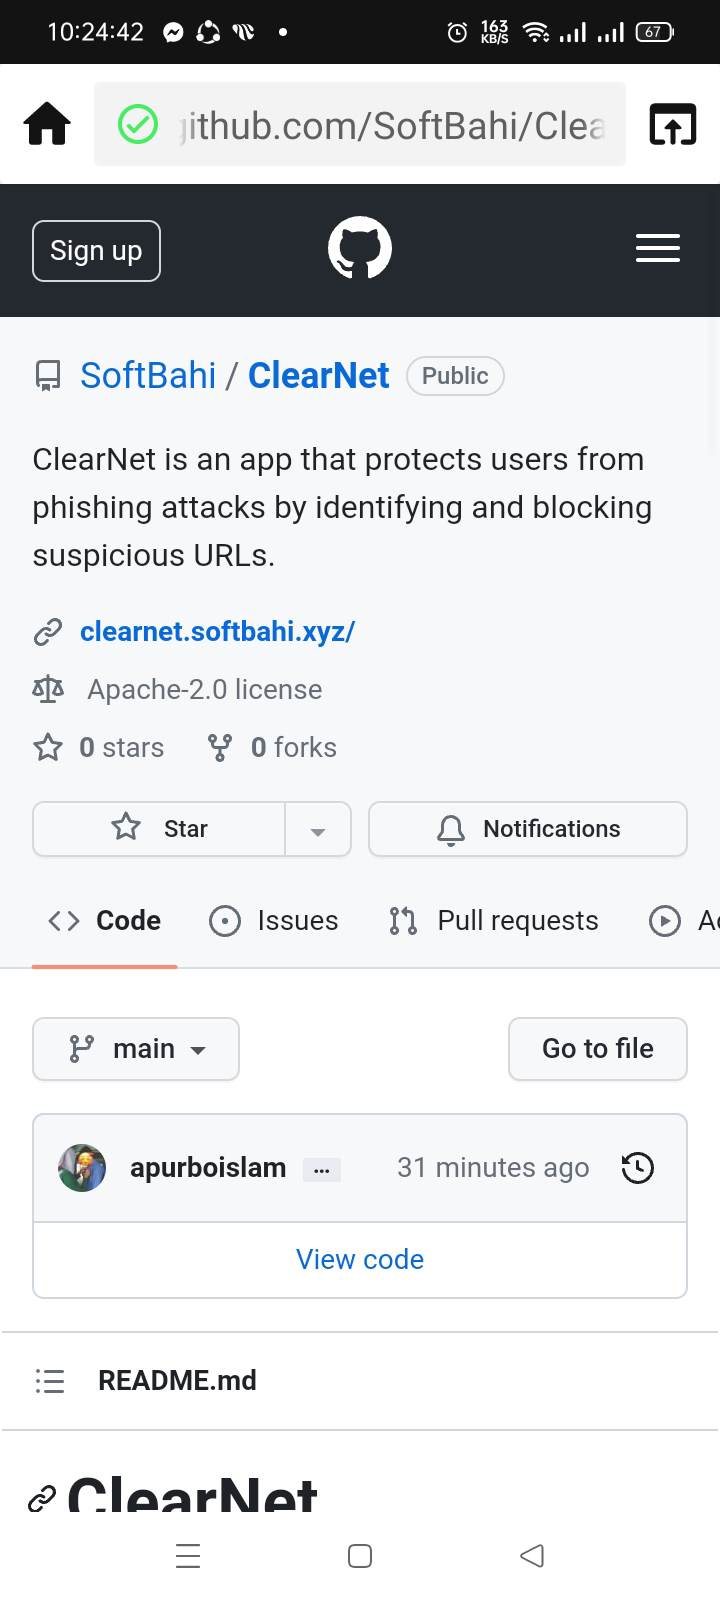 10:24:42 163 KB/S 67
github.com/SoftBahi/Clea
Sign up
SoftBahi / ClearNet Public
ClearNet is an app that protects users from
phishing attacks by identifying and blocking
suspicious URLs.
clearnet.softbahi.xyz/
Apache-2.0 license
0 stars 0 forks
Star Notifications
Code Issues Pull requests Ac
main Go to file
apurboislam ... 31 minutes ago
View code
README.md
ClearNet